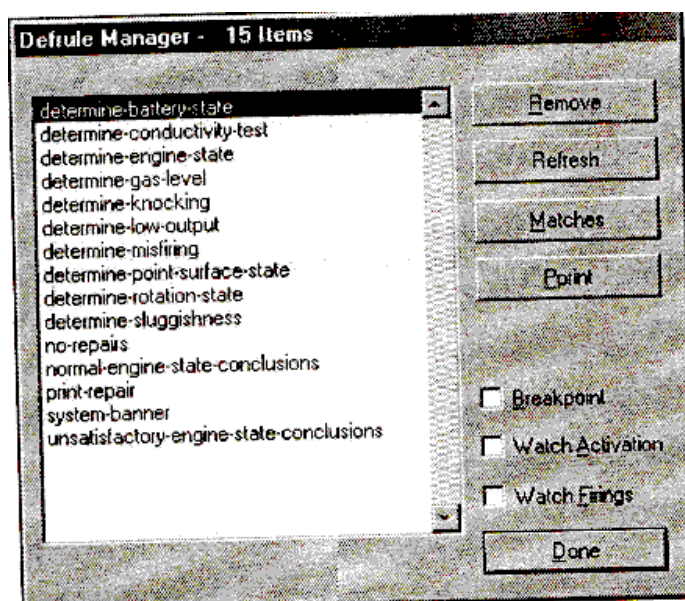 Defrule Manager - 15 Items
determine-battery-state
determine-conductivity-test
determine-engine-state
determine-gas-level
determine-knocking
determine-low-output
determine-misfiring
determine-point-surface-state
determine-rotation-state
determine-sluggishness
no-repairs
normal-engine-state-conclusions
print-repair
system-banner
unsatisfactory-engine-state-conclusions
Remove
Refresh
Matches
Pprint
Breakpoint
Watch Activation
Watch Firings
Done